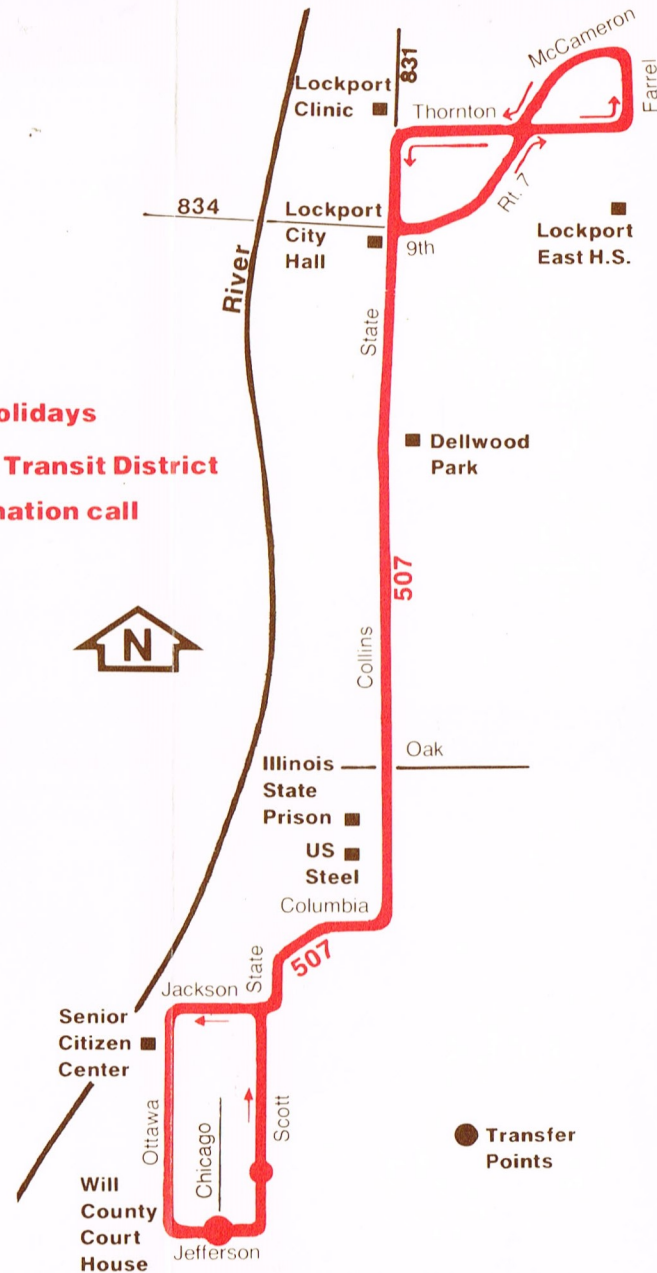 McCameron
831
Lockport
Clinic
Thornton
Farrel
Rt. 7
834
Lockport
City
Hall
9th
Lockport
East H.S.
River
State
olidays
Transit District
nation call
Dellwood
Park
507
N
Collins
Oak
Illinois
State
Prison
US
Steel
Columbia
507
State
Jackson
Senior
Citizen
Center
Ottawa
Chicago
Scott
Transfer
Points
Will
County
Court
House
Jefferson